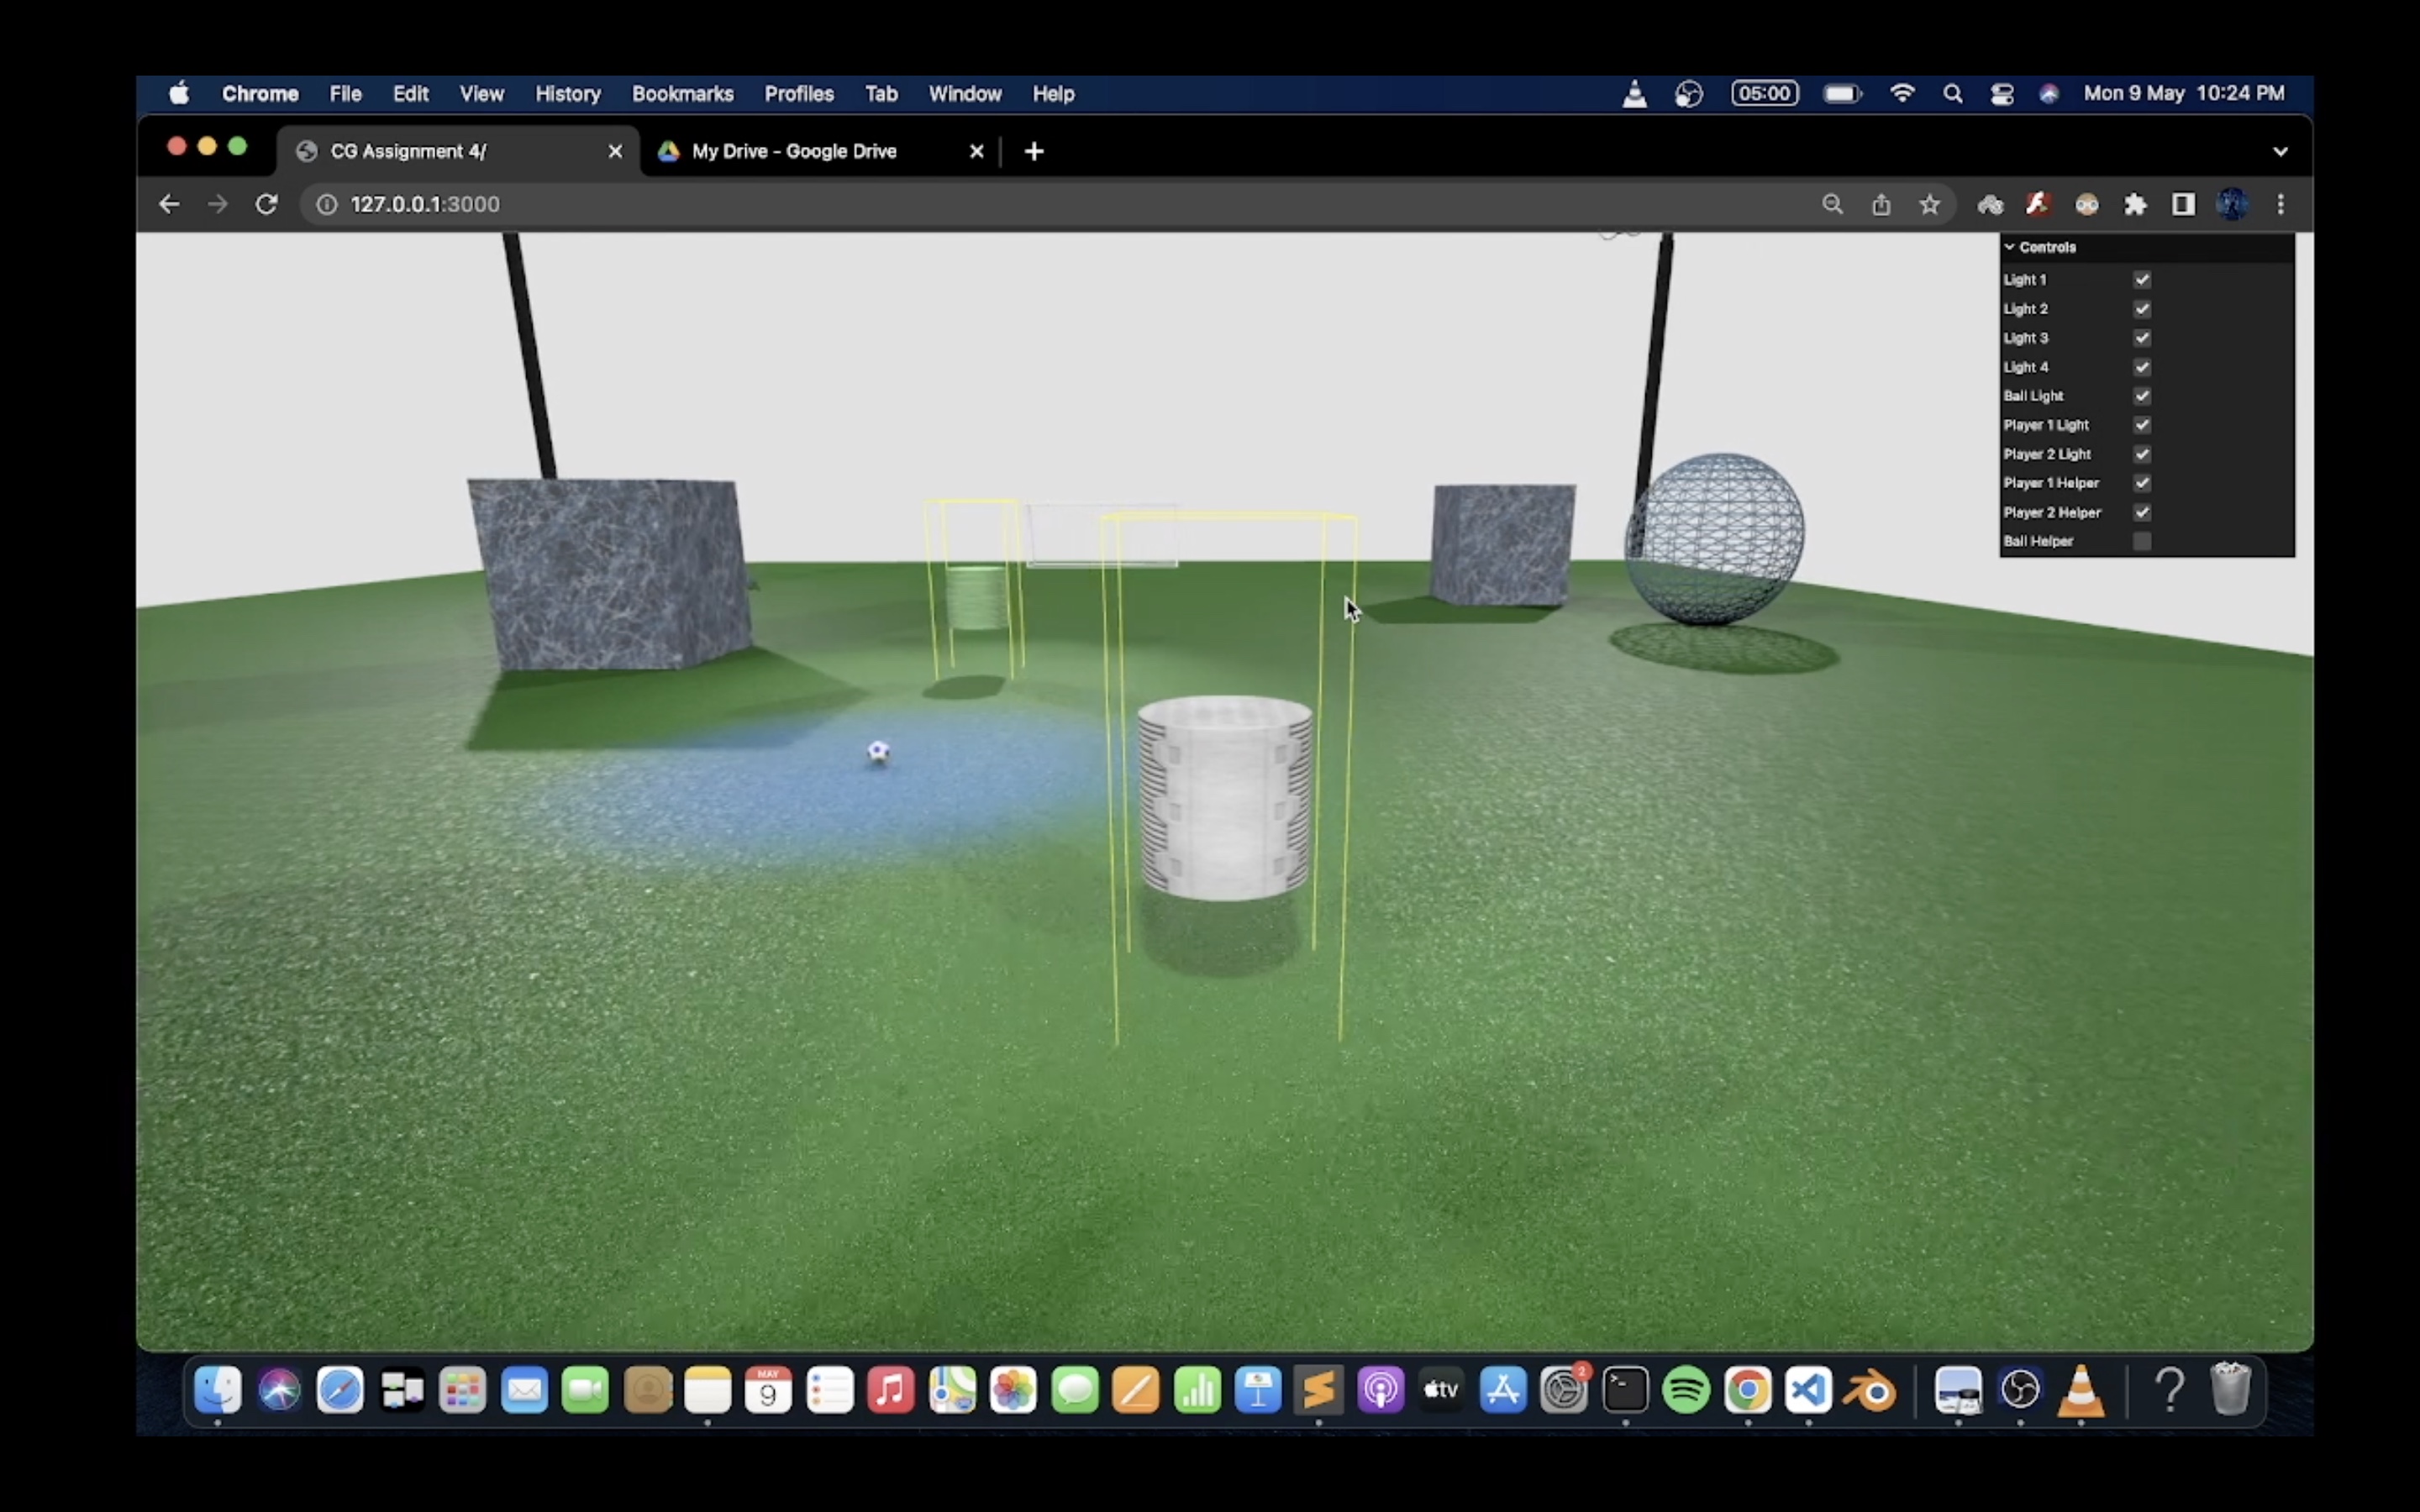 Chrome File Edit View History Bookmarks Profiles Tab Window Help 05:00 Mon 9 May 10:24 PM
CG Assignment 4/ My Drive - Google Drive
127.0.0.1:3000
Controls
Light 1
Light 2
Light 3
Light 4
Ball Light
Player 1 Light
Player 2 Light
Player 1 Helper
Player 2 Helper
Ball Helper
2
MAY
9
tv